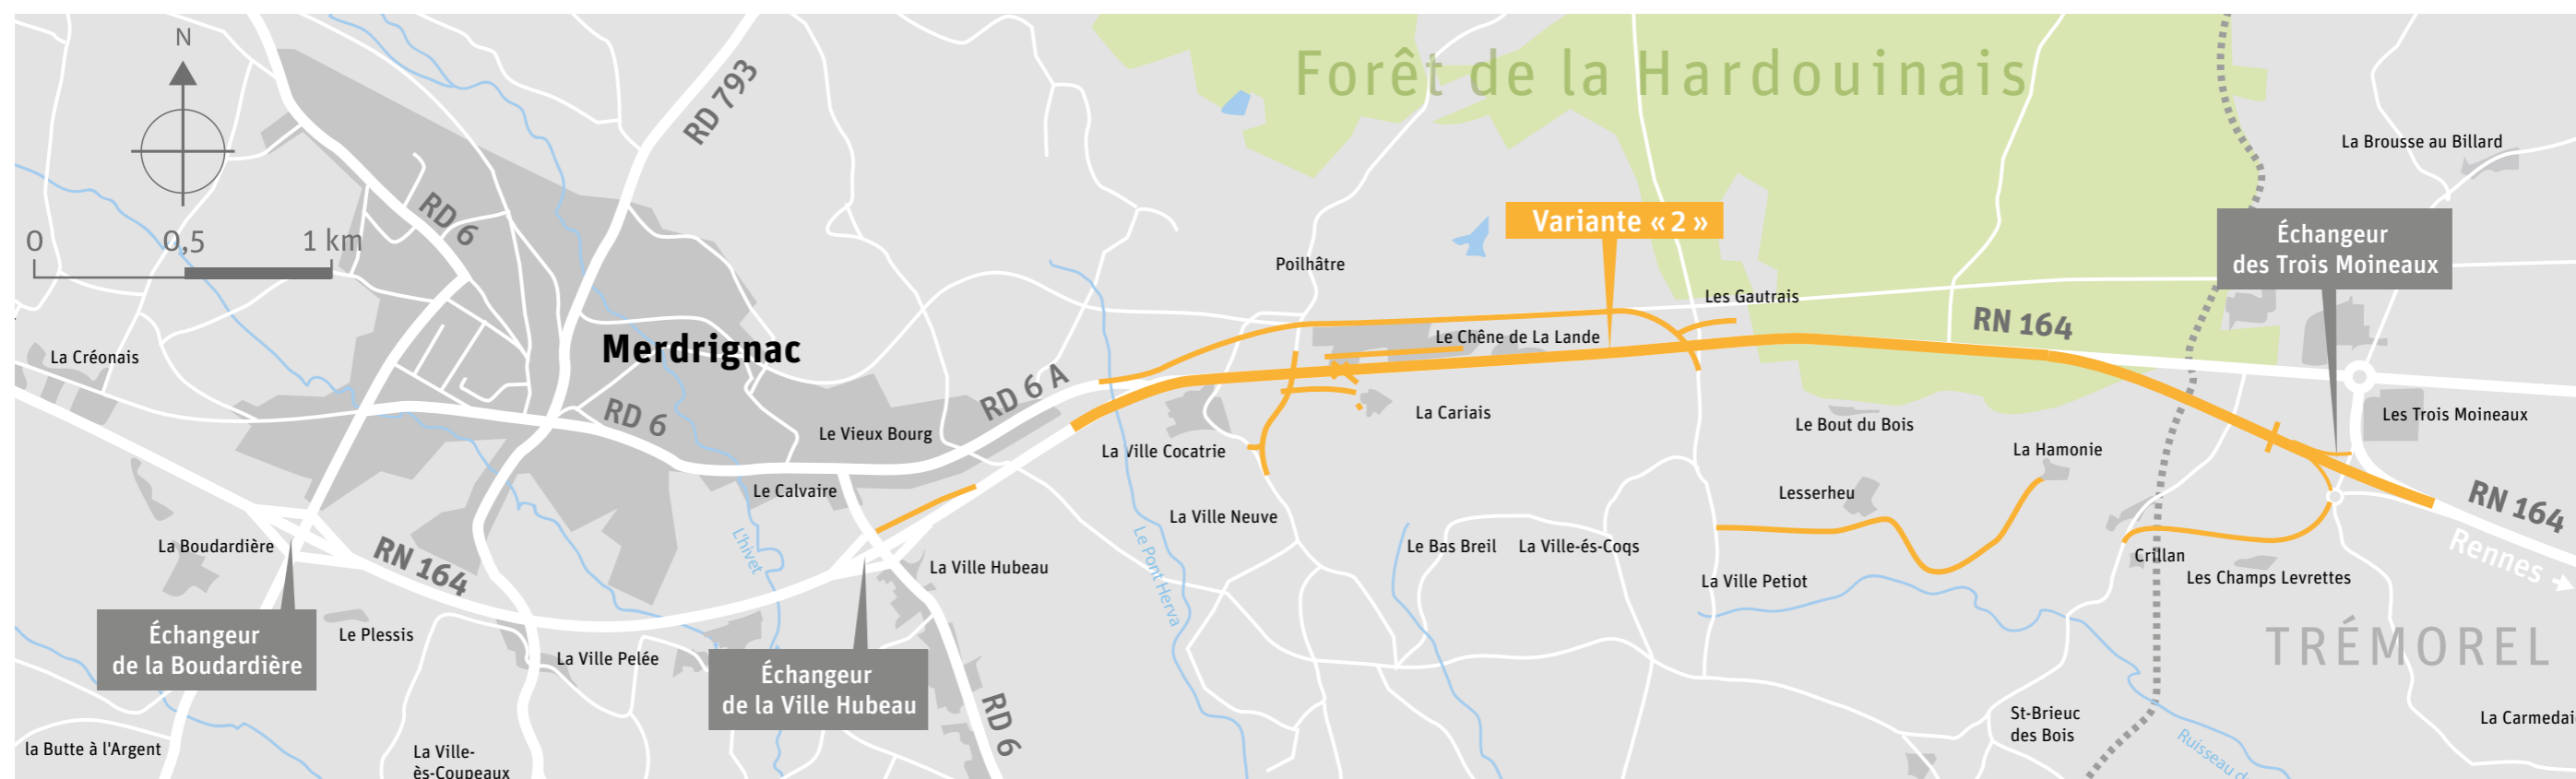 N
0 0,5 1 km
RD 6
RD 793
Forêt de la Hardouinais
La Brousse au Billard
Variante « 2 »
Échangeur
des Trois Moineaux
Poilhâtre
Les Gautrais
RN 164
Le Chêne de La Lande
Merdrignac
La Créonais
RD 6 A
RD 6
Le Vieux Bourg
La Cariais
Le Bout du Bois
Les Trois Moineaux
La Ville Cocatrie
La Hamonie
Le Calvaire
Lesserheu
RN 164
Rennes
La Ville Neuve
L'hivet
Le Pont Herva
La Boudardière
RN 164
Le Bas Breil
La Ville-és-Coqs
Crillan
La Ville Hubeau
La Ville Petiot
Les Champs Levrettes
Échangeur
de la Boudardière
Le Plessis
La Ville Pelée
TRÉMOREL
Échangeur
de la Ville Hubeau
RD 6
St-Brieuc
des Bois
La Carmedai
la Butte à l'Argent
La Ville-
ès-Coupeaux
Ruisseau d